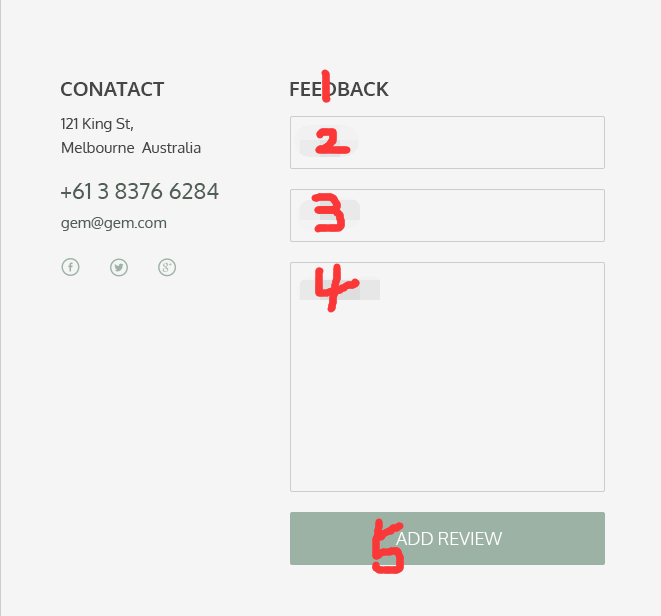 CONATACT
121 King St,
Melbourne Australia
+61 3 8376 6284
gem@gem.com
f
g+
FEEDBACK
1
2
3
4
5
ADD REVIEW